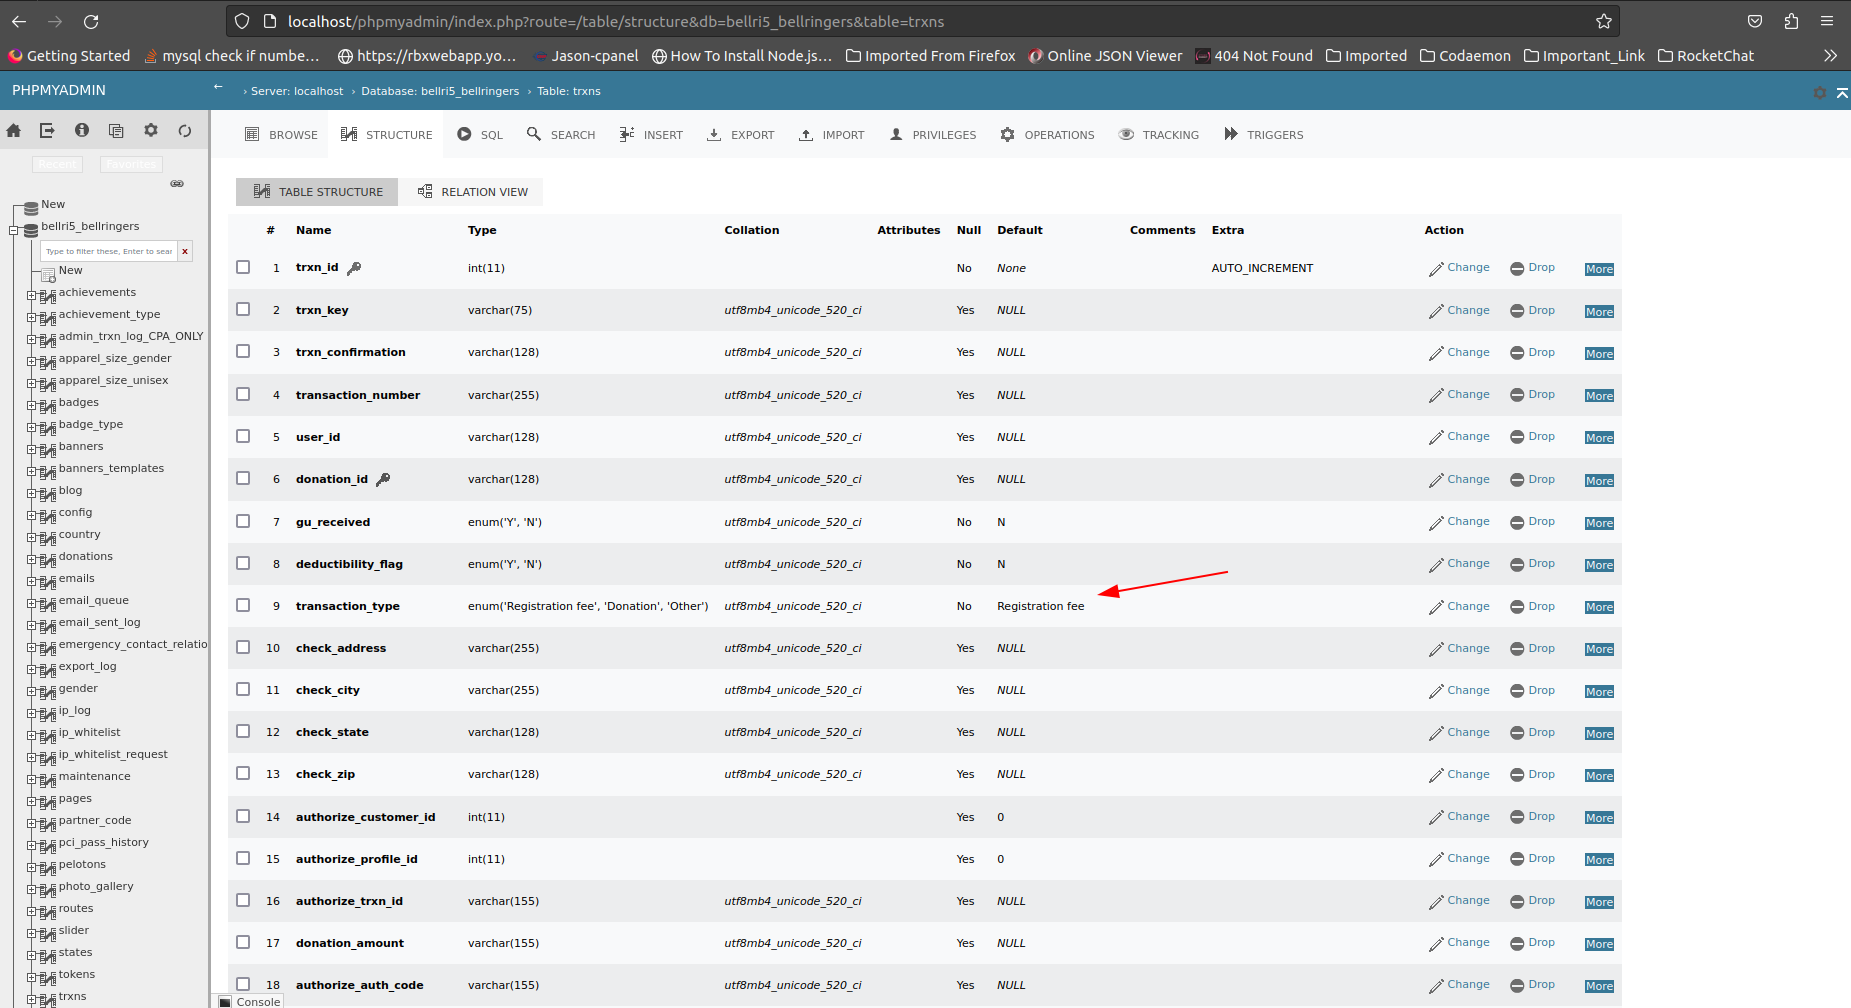 localhost/phpmyadmin/index.php?route=/table/structure&db=bellri5_bellringers&table=trxns
Getting Started mysql check if numbe… https://rbxwebapp.yo… Jason-cpanel How To Install Node.js… Imported From Firefox Online JSON Viewer 404 Not Found Imported Codaemon Important_Link RocketChat
PHPMYADMIN
← › Server: localhost › Database: bellri5_bellringers › Table: trxns
BROWSE STRUCTURE SQL SEARCH INSERT EXPORT IMPORT PRIVILEGES OPERATIONS TRACKING TRIGGERS
Recent Favorites
New
bellri5_bellringers
Type to filter these, Enter to sear x
New
achievements
achievement_type
admin_trxn_log_CPA_ONLY
apparel_size_gender
apparel_size_unisex
badges
badge_type
banners
banners_templates
blog
config
country
donations
emails
email_queue
email_sent_log
emergency_contact_relatio
export_log
gender
ip_log
ip_whitelist
ip_whitelist_request
maintenance
pages
partner_code
pci_pass_history
pelotons
photo_gallery
routes
slider
states
tokens
trxns
TABLE STRUCTURE RELATION VIEW
# Name Type Collation Attributes Null Default Comments Extra Action
1 trxn_id int(11) No None AUTO_INCREMENT Change Drop More
2 trxn_key varchar(75) utf8mb4_unicode_520_ci Yes NULL Change Drop More
3 trxn_confirmation varchar(128) utf8mb4_unicode_520_ci Yes NULL Change Drop More
4 transaction_number varchar(255) utf8mb4_unicode_520_ci Yes NULL Change Drop More
5 user_id varchar(128) utf8mb4_unicode_520_ci Yes NULL Change Drop More
6 donation_id varchar(128) utf8mb4_unicode_520_ci Yes NULL Change Drop More
7 gu_received enum('Y', 'N') utf8mb4_unicode_520_ci No N Change Drop More
8 deductibility_flag enum('Y', 'N') utf8mb4_unicode_520_ci No N Change Drop More
9 transaction_type enum('Registration fee', 'Donation', 'Other') utf8mb4_unicode_520_ci No Registration fee Change Drop More
10 check_address varchar(255) utf8mb4_unicode_520_ci Yes NULL Change Drop More
11 check_city varchar(255) utf8mb4_unicode_520_ci Yes NULL Change Drop More
12 check_state varchar(128) utf8mb4_unicode_520_ci Yes NULL Change Drop More
13 check_zip varchar(128) utf8mb4_unicode_520_ci Yes NULL Change Drop More
14 authorize_customer_id int(11) Yes 0 Change Drop More
15 authorize_profile_id int(11) Yes 0 Change Drop More
16 authorize_trxn_id varchar(155) utf8mb4_unicode_520_ci Yes NULL Change Drop More
17 donation_amount varchar(155) utf8mb4_unicode_520_ci Yes NULL Change Drop More
18 authorize_auth_code varchar(155) utf8mb4_unicode_520_ci Yes NULL Change Drop More
Console